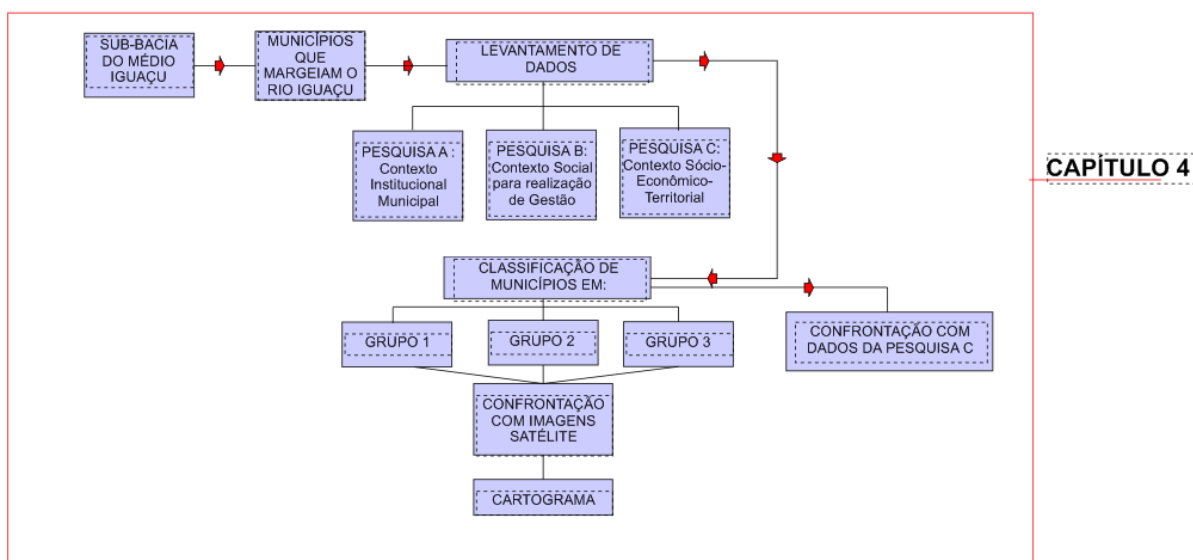 SUB-BACIA
DO MÉDIO
IGUAÇU
MUNICÍPIOS
QUE
MARGEIAM O
RIO IGUAÇU
LEVANTAMENTO DE
DADOS
PESQUISA A :
Contexto
Institucional
Municipal
PESQUISA B:
Contexto Social
para realização
de Gestão
PESQUISA C:
Contexto Sócio-
Econômico-
Territorial
CAPÍTULO 4
CLASSIFICAÇÃO DE
MUNICÍPIOS EM:
GRUPO 1
GRUPO 2
GRUPO 3
CONFRONTAÇÃO COM
DADOS DA PESQUISA C
CONFRONTAÇÃO
COM IMAGENS
SATÉLITE
CARTOGRAMA